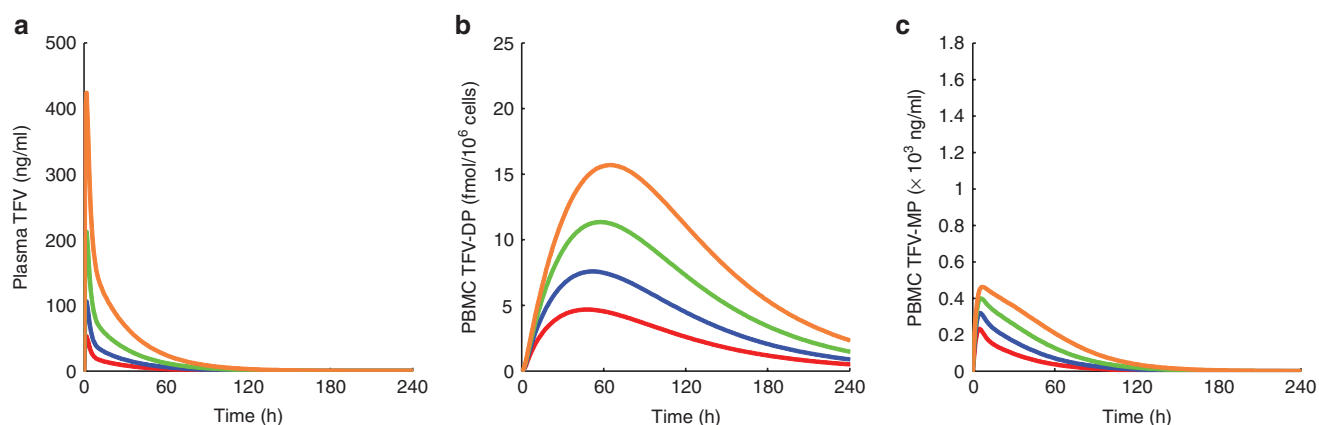 a
500
400
300
200
100
0
Plasma TFV (ng/ml)
0 60 120 180 240
Time (h)
b
25
20
15
10
5
0
PBMC TFV-DP (fmol/10⁶ cells)
0 60 120 180 240
Time (h)
c
1.8
1.6
1.4
1.2
1
0.8
0.6
0.4
0.2
0
PBMC TFV-MP (× 10³ ng/ml)
0 60 120 180 240
Time (h)